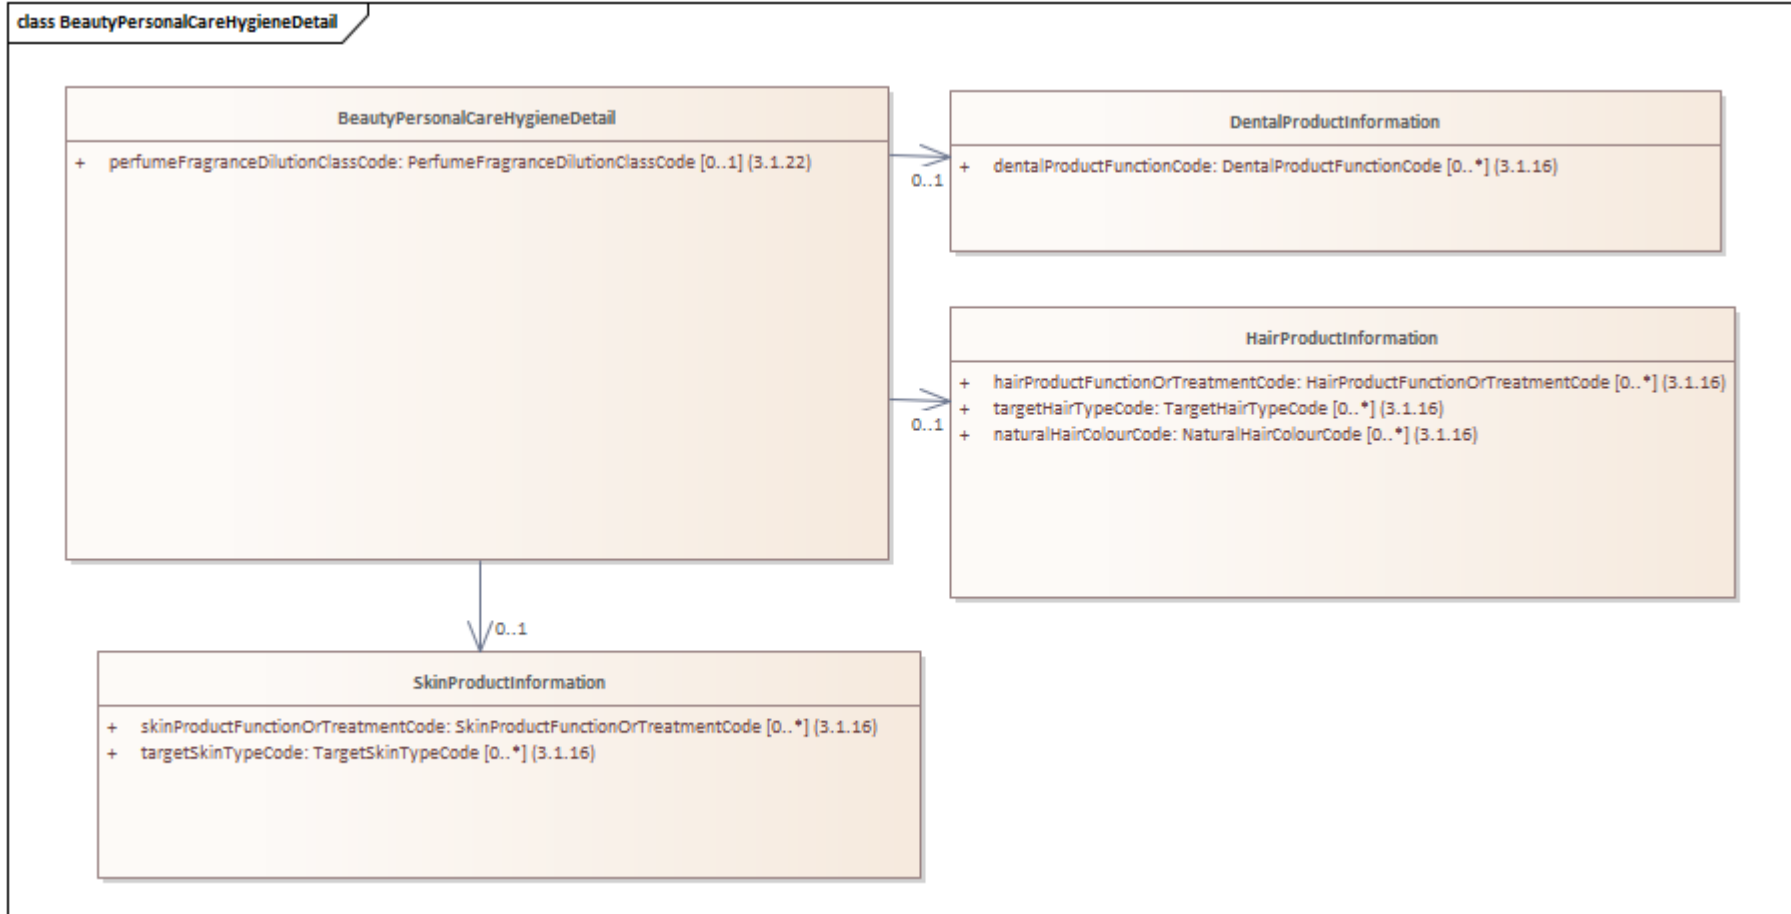 class BeautyPersonalCareHygieneDetail
BeautyPersonalCareHygieneDetail
+ perfumeFragranceDilutionClassCode: PerfumeFragranceDilutionClassCode [0..1] (3.1.22)
0..1
DentalProductInformation
+ dentalProductFunctionCode: DentalProductFunctionCode [0..*] (3.1.16)
0..1
HairProductInformation
+ hairProductFunctionOrTreatmentCode: HairProductFunctionOrTreatmentCode [0..*] (3.1.16)
+ targetHairTypeCode: TargetHairTypeCode [0..*] (3.1.16)
+ naturalHairColourCode: NaturalHairColourCode [0..*] (3.1.16)
0..1
SkinProductInformation
+ skinProductFunctionOrTreatmentCode: SkinProductFunctionOrTreatmentCode [0..*] (3.1.16)
+ targetSkinTypeCode: TargetSkinTypeCode [0..*] (3.1.16)